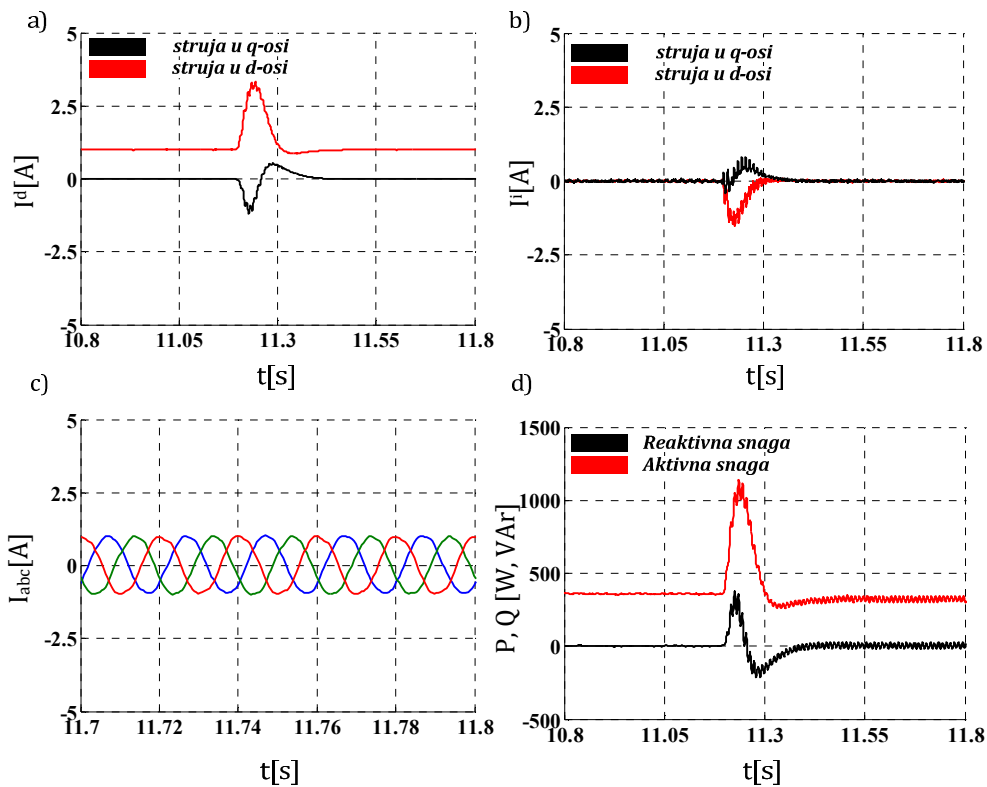 a)
5
struja u q-osi
struja u d-osi
2.5
0
-2.5
-5
I^d[A]
10.8 11.05 11.3 11.55 11.8
t[s]
b)
5
struja u q-osi
struja u d-osi
2.5
0
-2.5
-5
I^i[A]
10.8 11.05 11.3 11.55 11.8
t[s]
c)
5
2.5
0
-2.5
-5
I_abc[A]
11.7 11.72 11.74 11.76 11.78 11.8
t[s]
d)
1500
Reaktivna snaga
Aktivna snaga
1000
500
0
-500
P, Q [W, VAr]
10.8 11.05 11.3 11.55 11.8
t[s]